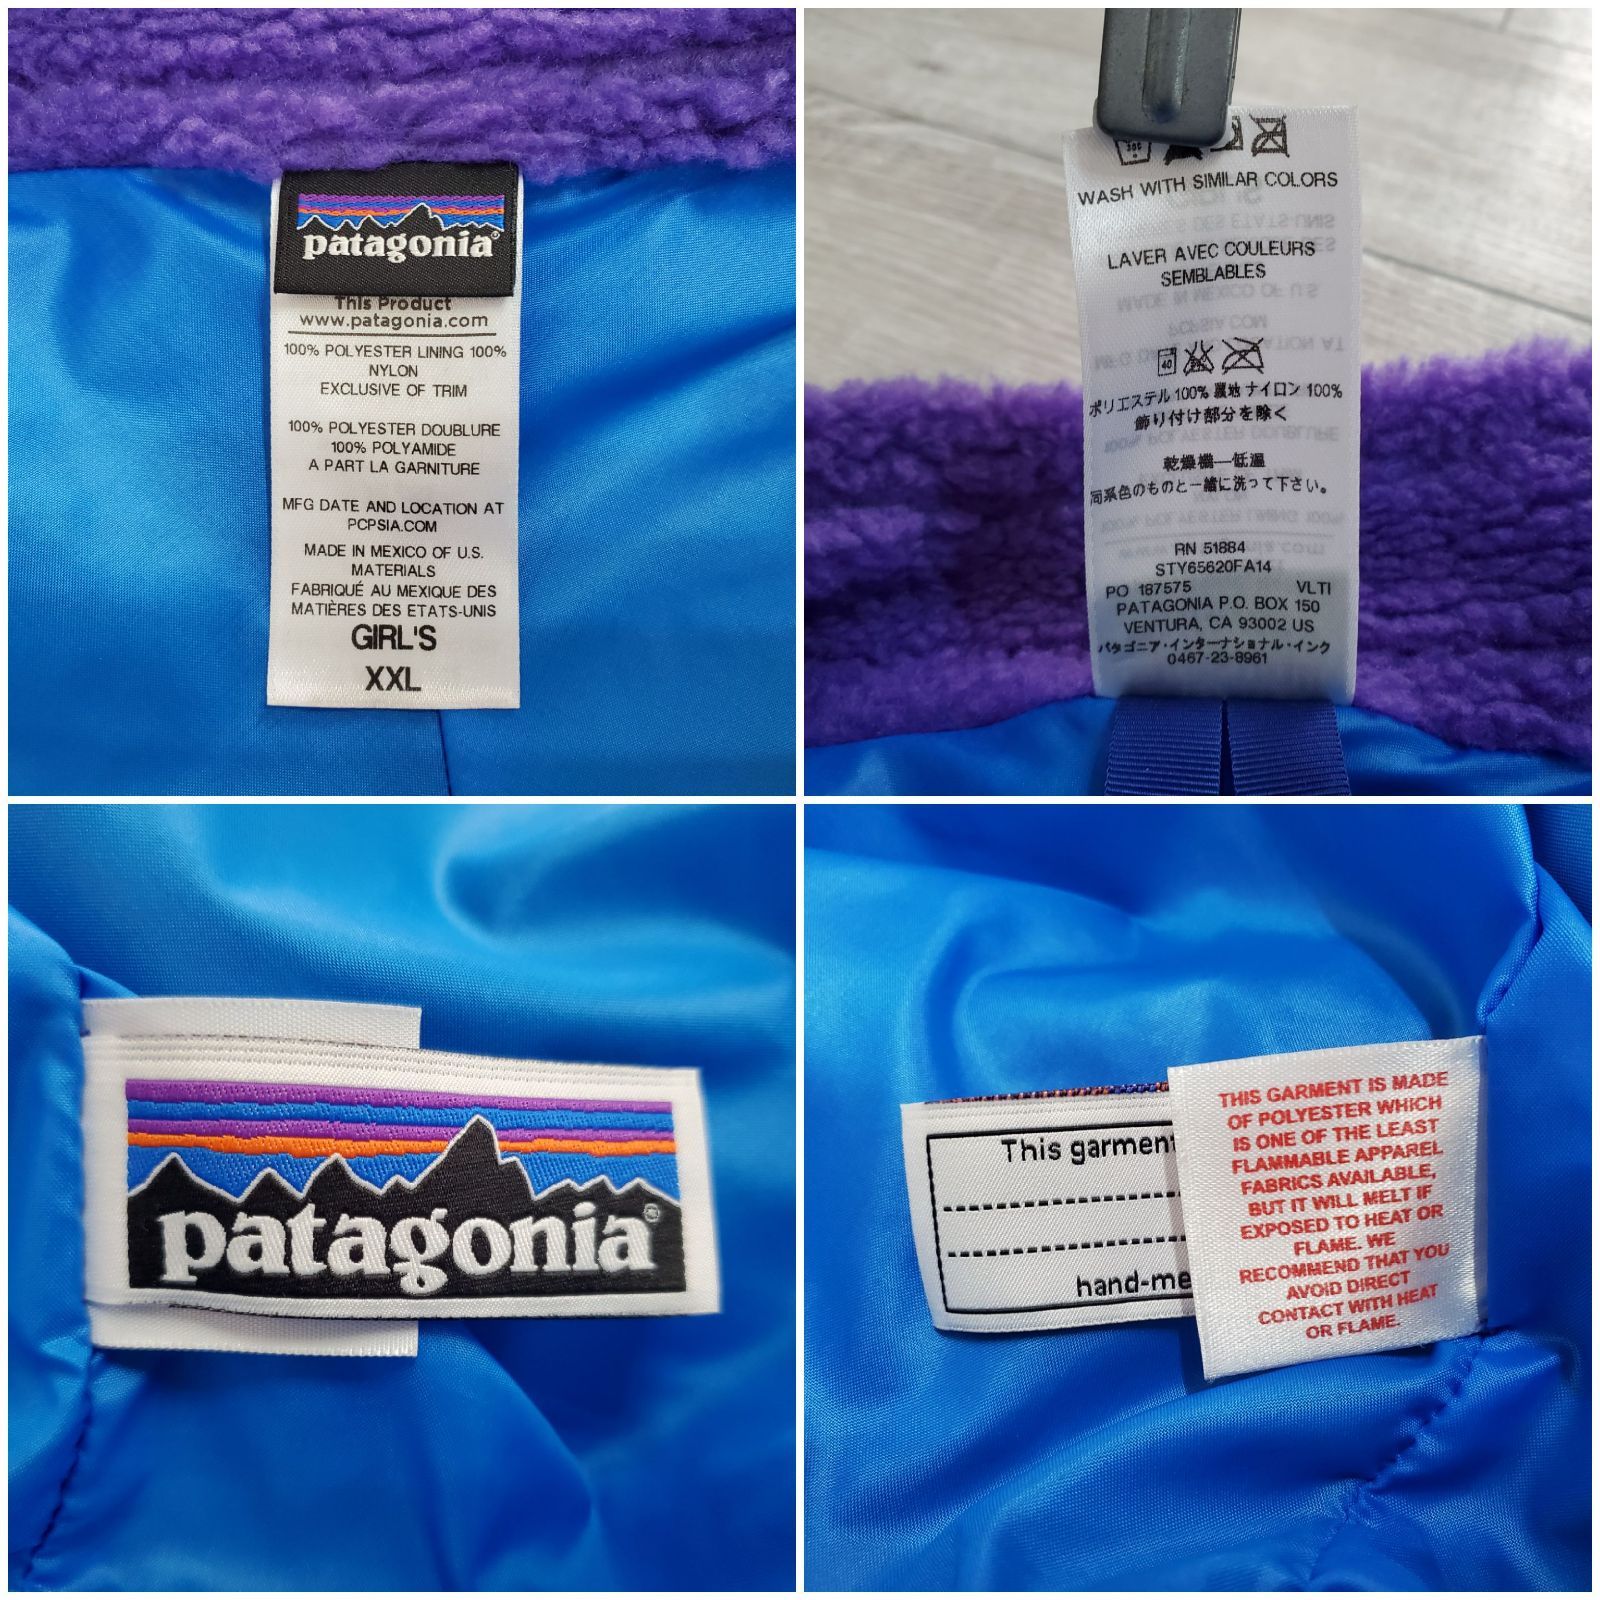 patagonia®
This Product
www.patagonia.com
100% POLYESTER LINING 100%
NYLON
EXCLUSIVE OF TRIM
100% POLYESTER DOUBLURE
100% POLYAMIDE
A PART LA GARNITURE
MFG DATE AND LOCATION AT
PCPSIA.COM
MADE IN MEXICO OF U.S.
MATERIALS
FABRIQUÉ AU MEXIQUE DES
MATIÈRES DES ETATS-UNIS
GIRL'S
XXL
WASH WITH SIMILAR COLORS
LAVER AVEC COULEURS
SEMBLABLES
40
ポリエステル 100% 裏地 ナイロン 100%
飾り付け部分を除く
乾燥機—低温
同系色のものと一緒に洗って下さい。
RN 51884
STY65620FA14
PO 187575 VLTI
PATAGONIA P.O. BOX 150
VENTURA, CA 93002 US
パタゴニア・インターナショナル・インク
0467-23-8961
patagonia®
This garment
hand-me
THIS GARMENT IS MADE
OF POLYESTER WHICH
IS ONE OF THE LEAST
FLAMMABLE APPAREL
FABRICS AVAILABLE,
BUT IT WILL MELT IF
EXPOSED TO HEAT OR
FLAME. WE
RECOMMEND THAT YOU
AVOID DIRECT
CONTACT WITH HEAT
OR FLAME.